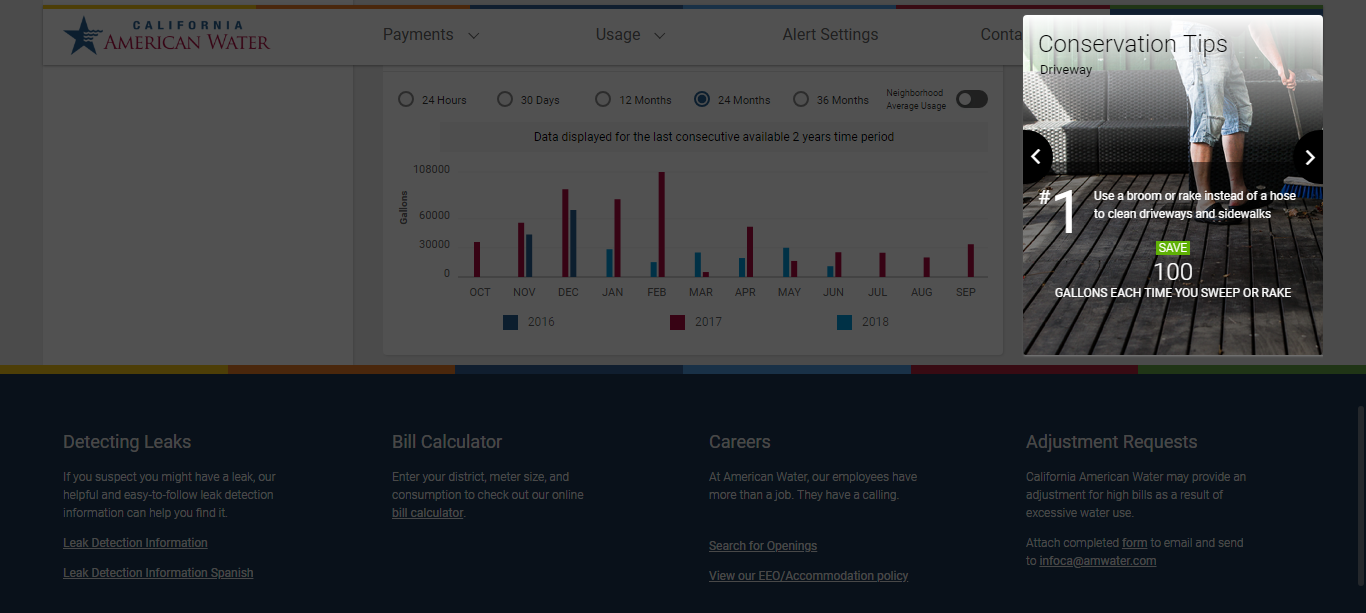 CALIFORNIA
AMERICAN WATER
Payments
Usage
Alert Settings
Conta
24 Hours
30 Days
12 Months
24 Months
36 Months
Neighborhood
Average Usage
Data displayed for the last consecutive available 2 years time period
Gallons
108000
60000
30000
0
OCT NOV DEC JAN FEB MAR APR MAY JUN JUL AUG SEP
2016 2017 2018
Conservation Tips
Driveway
#1
Use a broom or rake instead of a hose
to clean driveways and sidewalks
SAVE
100
GALLONS EACH TIME YOU SWEEP OR RAKE
Detecting Leaks
If you suspect you might have a leak, our
helpful and easy-to-follow leak detection
information can help you find it.
Leak Detection Information
Leak Detection Information Spanish
Bill Calculator
Enter your district, meter size, and
consumption to check out our online
bill calculator.
Careers
At American Water, our employees have
more than a job. They have a calling.
Search for Openings
View our EEO/Accommodation policy
Adjustment Requests
California American Water may provide an
adjustment for high bills as a result of
excessive water use.
Attach completed form to email and send
to infoca@amwater.com